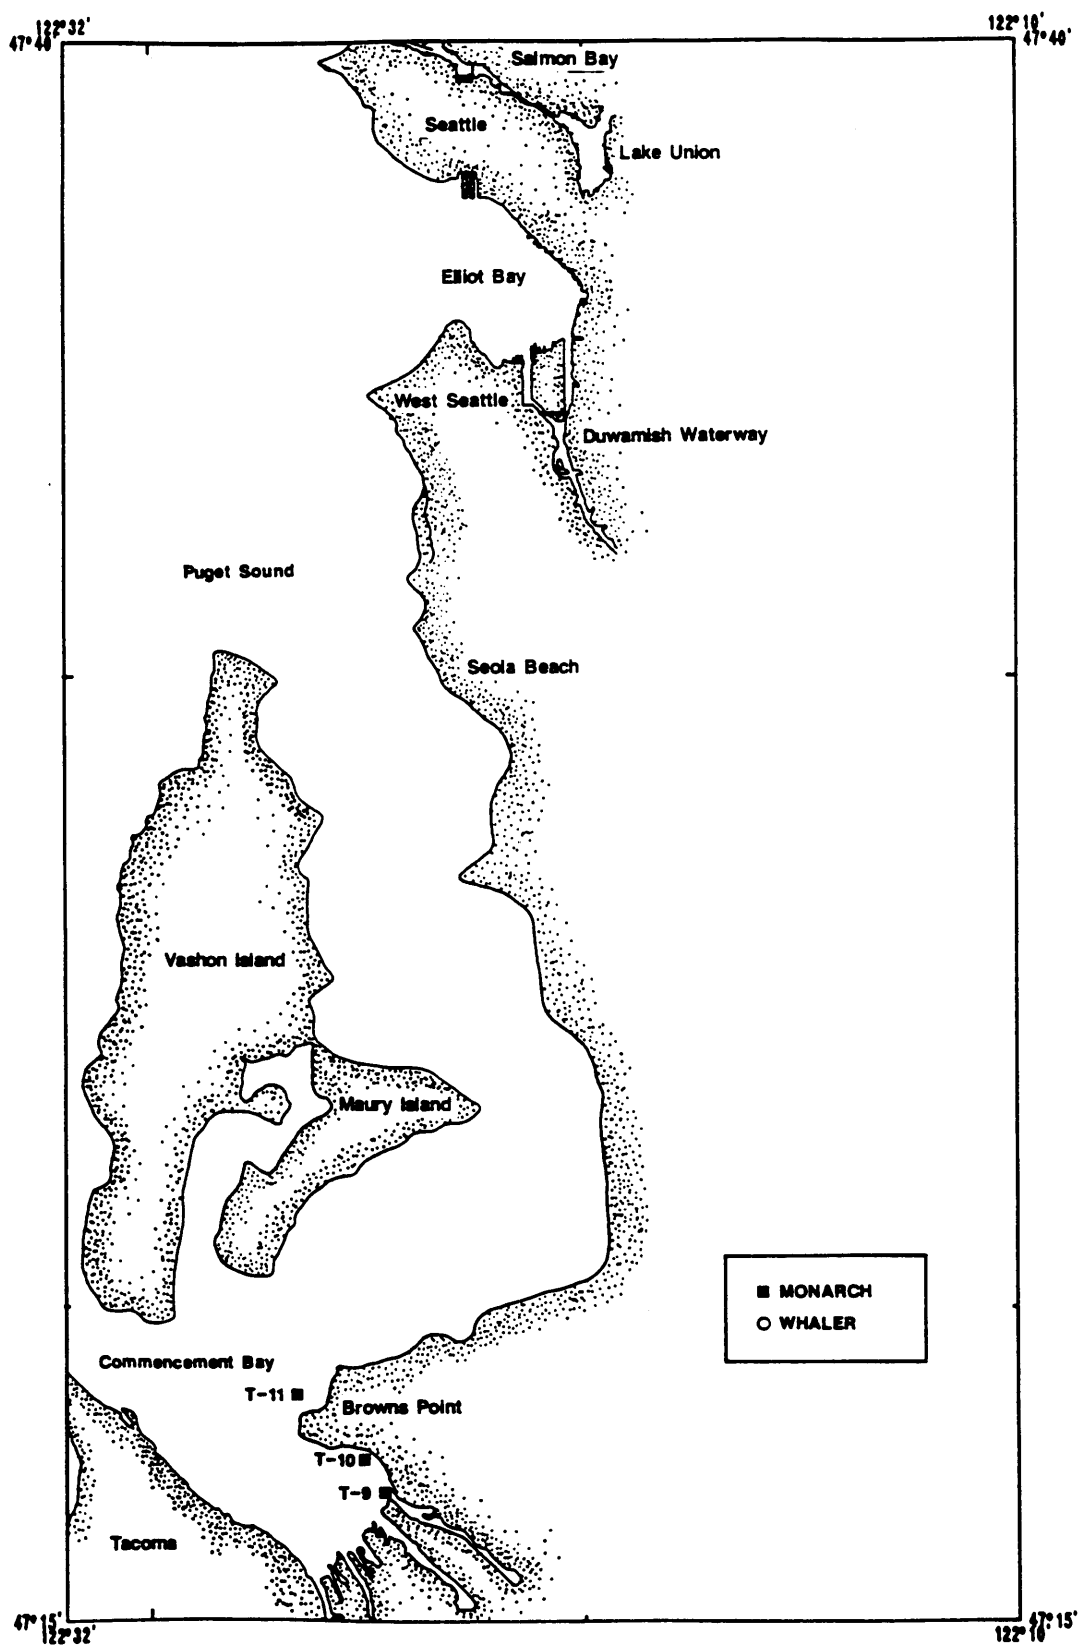 122°32'
122°10'
47°40'
47°40'
Salmon Bay
Seattle
Lake Union
Elliot Bay
West Seattle
Duwamish Waterway
Puget Sound
Seola Beach
Vashon Island
Maury Island
MONARCH
WHALER
Commencement Bay
T-11
Browns Point
T-10
T-9
Tacoma
47°15'
47°15'
122°32'
122°10'